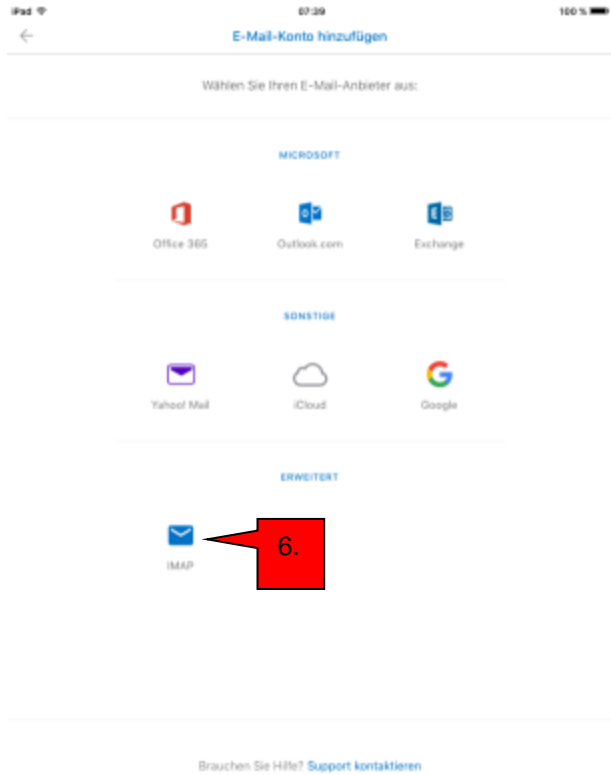 iPad 07:39 100 %
E-Mail-Konto hinzufügen
Wählen Sie Ihren E-Mail-Anbieter aus:
MICROSOFT
Office 365 Outlook.com Exchange
SONSTIGE
Yahoo! Mail iCloud Google
ERWEITERT
6.
IMAP
Brauchen Sie Hilfe? Support kontaktieren